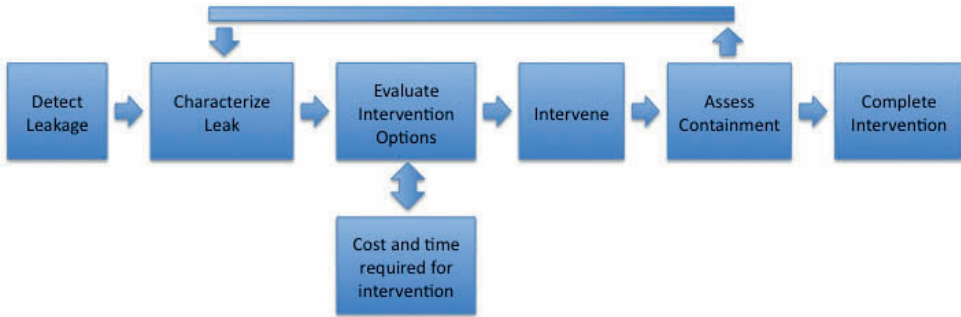 Detect
Leakage
Characterize
Leak
Evaluate
Intervention
Options
Intervene
Assess
Containment
Complete
Intervention
Cost and time
required for
intervention